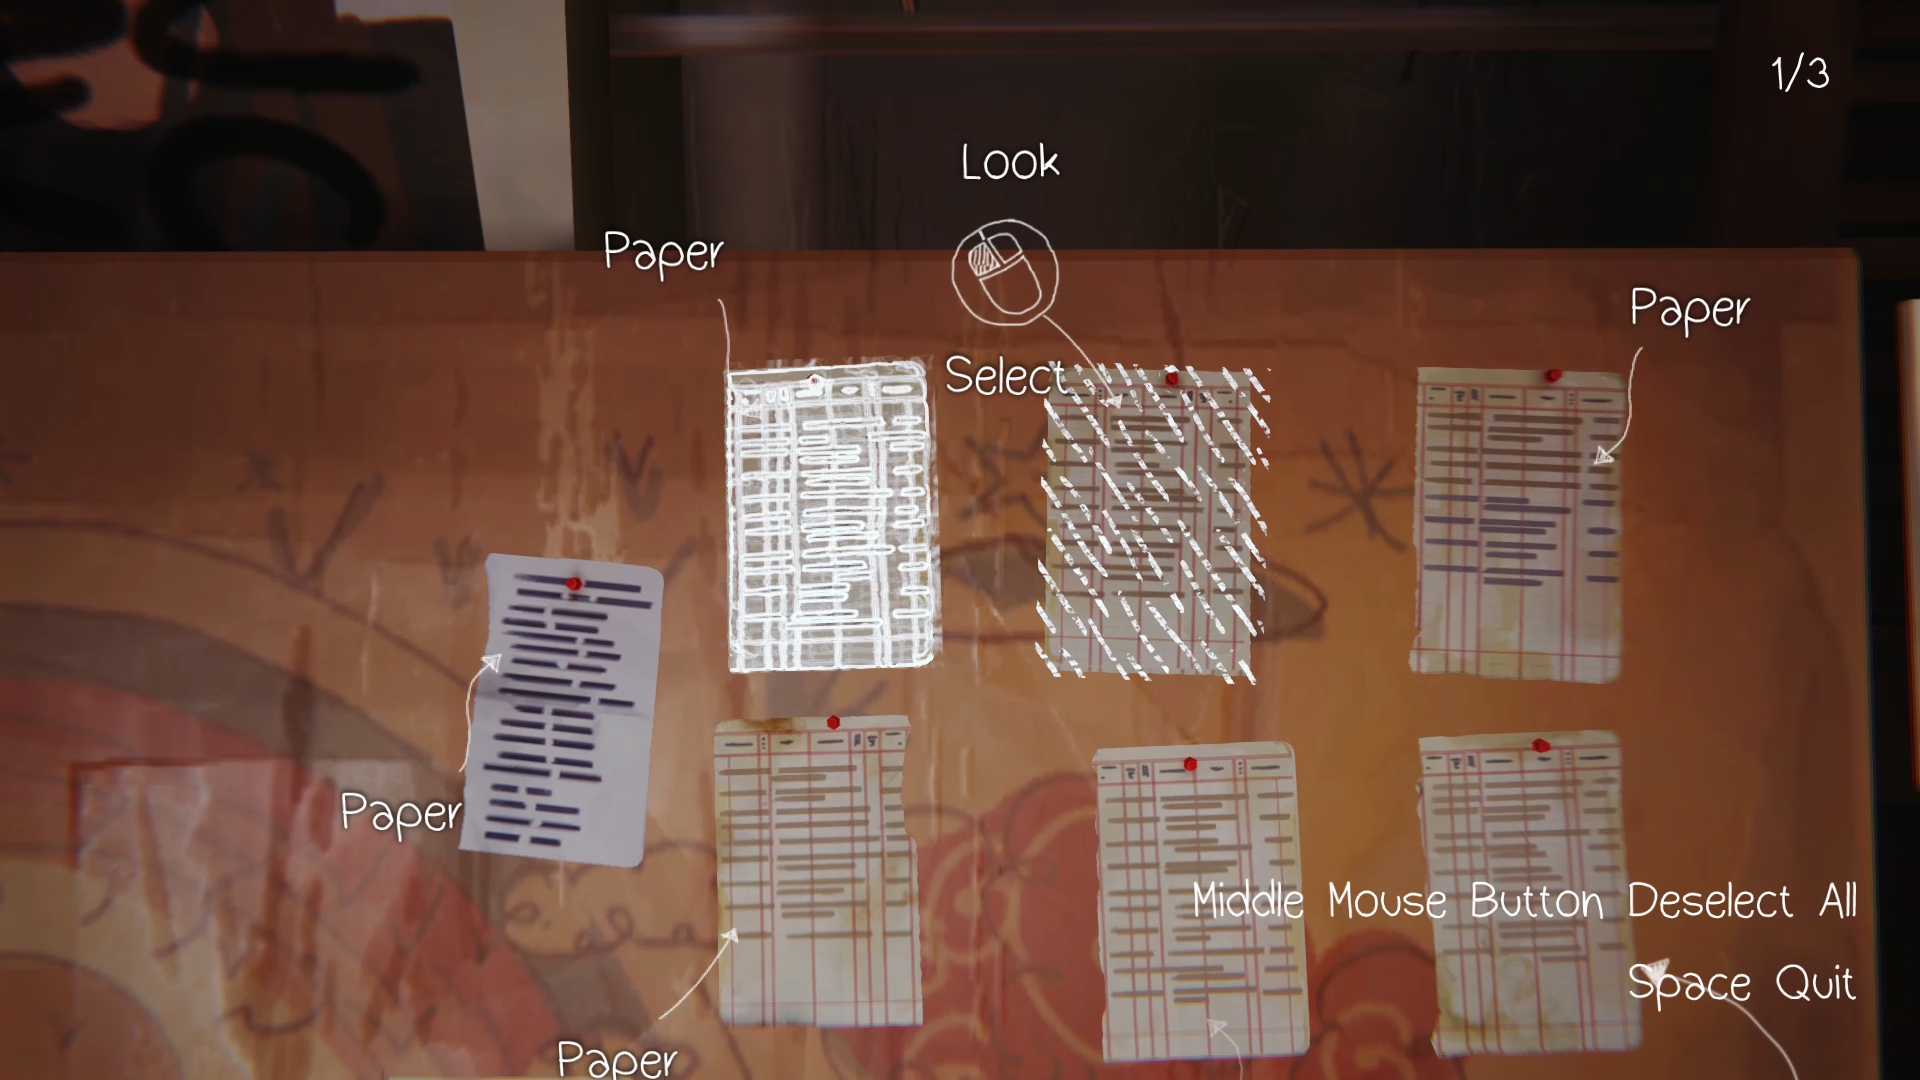 1/3
Look
Paper
Paper
Select
Paper
Middle Mouse Button Deselect All
Space Quit
Paper